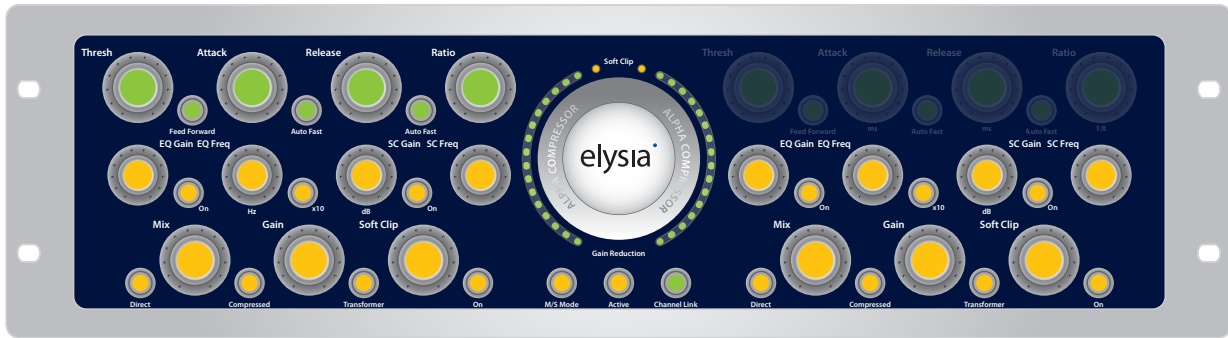 Thresh Attack Release Ratio
Soft Clip
Thresh Attack Release Ratio
Feed Forward Auto Fast Auto Fast
Feed Forward ms Auto Fast ms Auto Fast 1:X
EQ Gain EQ Freq SC Gain SC Freq
ALPHA COMPRESSOR
elysia
ALPHA COMPRESSOR
EQ Gain EQ Freq SC Gain SC Freq
On Hz x10 dB On
On x10 dB On
Mix Gain Soft Clip
Gain Reduction
Mix Gain Soft Clip
Direct Compressed Transformer On
M/S Mode Active Channel Link
Direct Compressed Transformer On